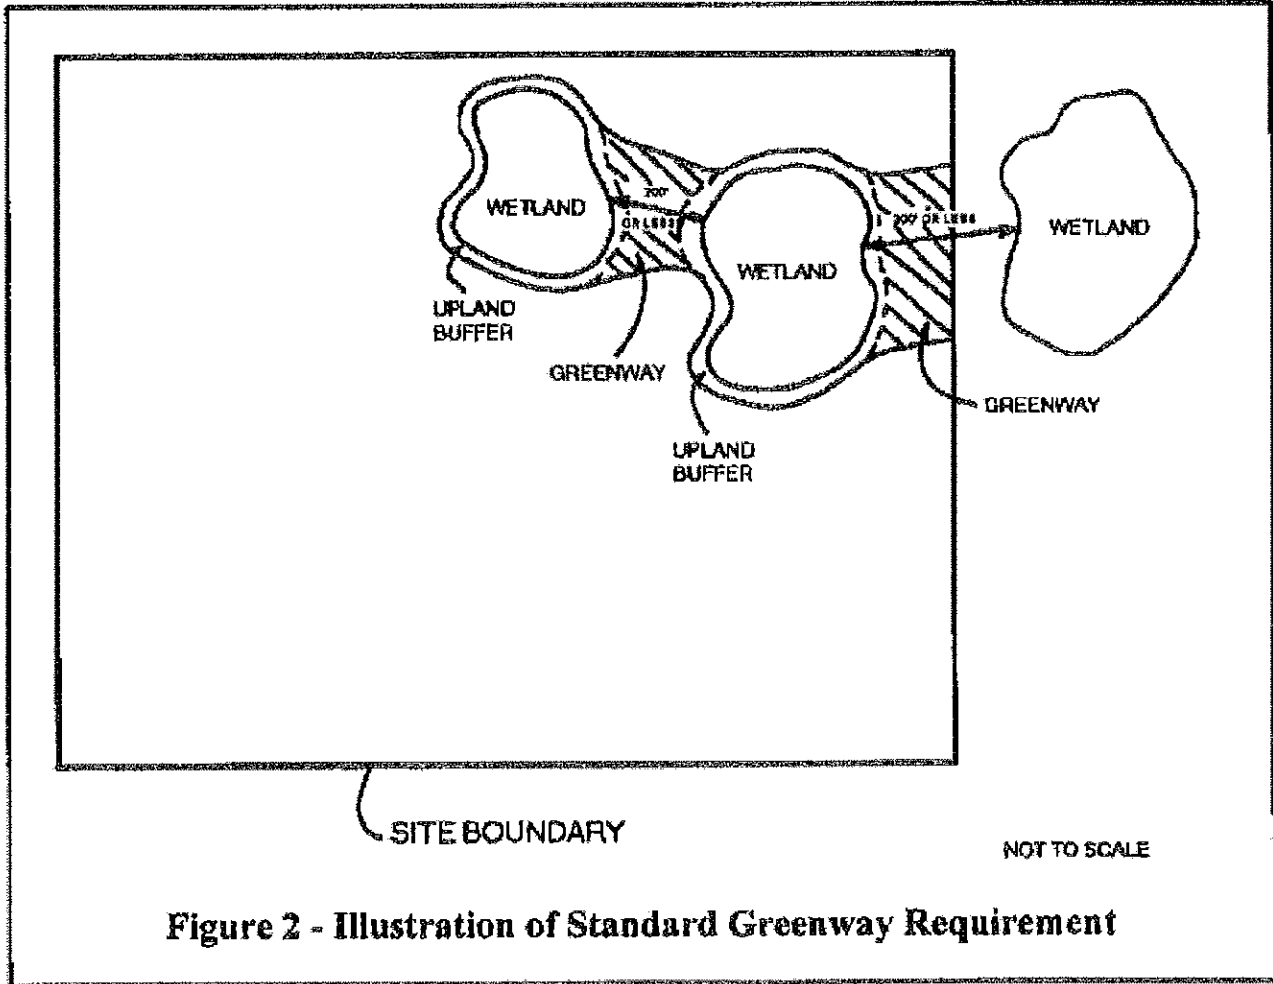 WETLAND
200'
OR LESS
WETLAND
200' OR LESS
WETLAND
UPLAND
BUFFER
GREENWAY
GREENWAY
UPLAND
BUFFER
SITE BOUNDARY
NOT TO SCALE
Figure 2 - Illustration of Standard Greenway Requirement